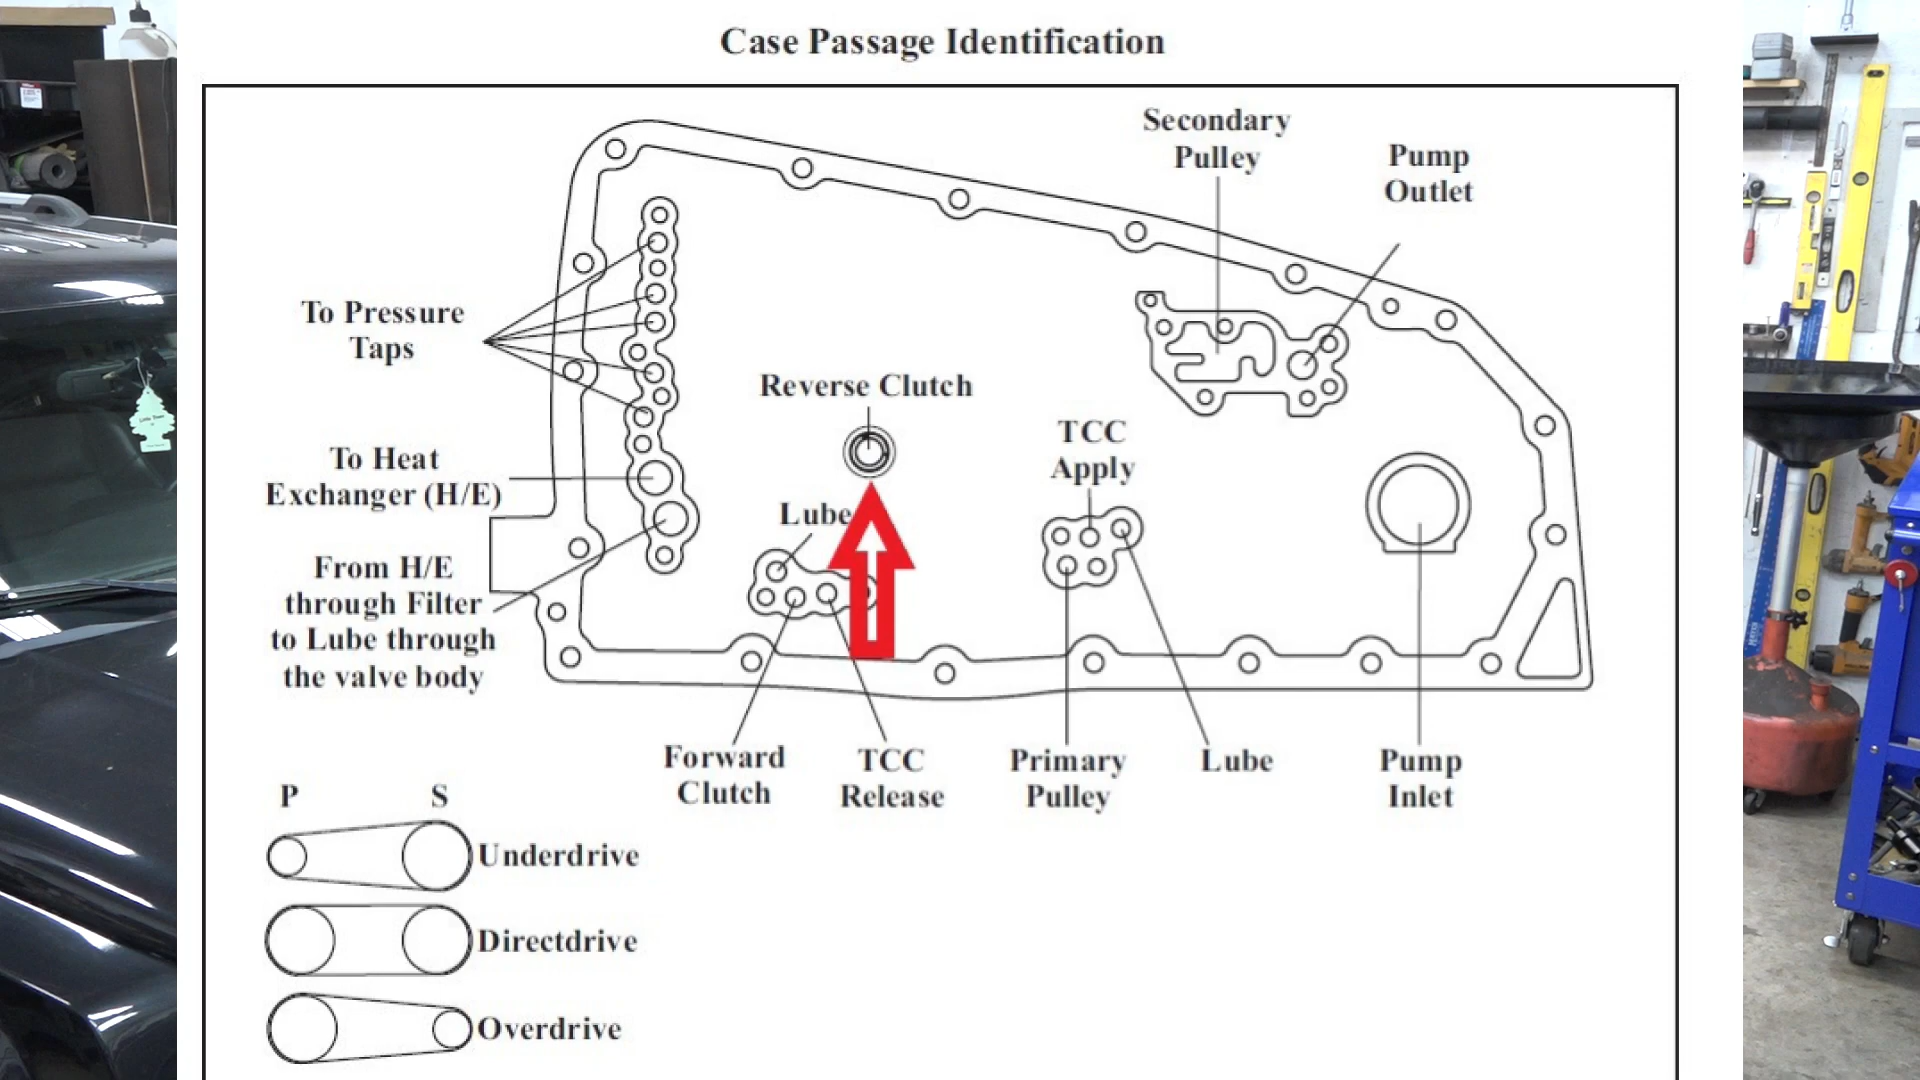 Case Passage Identification
Secondary
Pulley
Pump
Outlet
To Pressure
Taps
Reverse Clutch
TCC
Apply
To Heat
Exchanger (H/E)
Lube
From H/E
through Filter
to Lube through
the valve body
Forward
Clutch
TCC
Release
Primary
Pulley
Lube
Pump
Inlet
P S
Underdrive
Directdrive
Overdrive